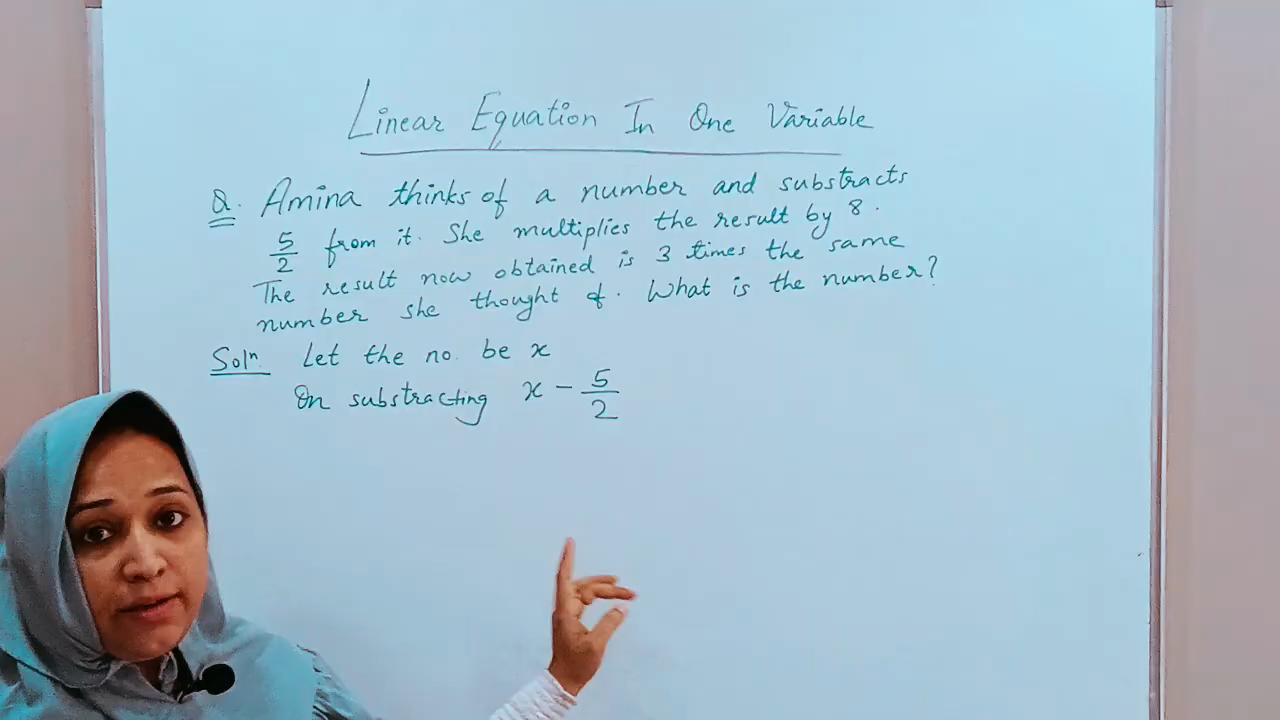 Linear Equation In One Variable
Q. Amina thinks of a number and substracts
5/2 from it. She multiplies the result by 8.
The result now obtained is 3 times the same
number she thought of. What is the number?
Solⁿ. Let the no. be x
On substracting x - 5/2